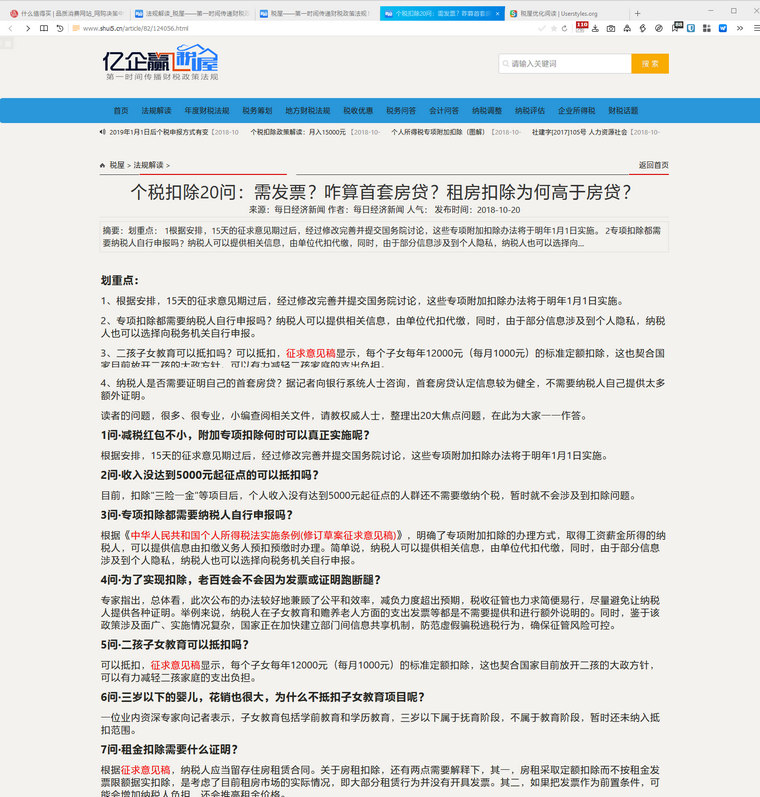 什么值得买 | 品质消费网站_网购决策中
法规解读_税屋——第一时间传播财税
税屋——第一时间传播财税政策法规!
个税扣除20问：需发票？咋算首套房
税屋优化阅读 | Userstyles.org
www.shui5.cn/article/82/124056.html
110
88
亿企赢 税屋
第一时间传播财税政策法规
请输入关键词
搜 索
首页 法规解读 年度财税法规 税务筹划 地方财税法规 税收优惠 税务问答 会计问答 纳税调整 纳税评估 企业所得税 财税话题
2019年1月1日后个税申报方式有变【2018-10 个税扣除政策解读：月入15000元【2018-10- 个人所得税专项附加扣除（图解）【2018-10- 社建字[2017]105号 人力资源社会【2018-10-
税屋 > 法规解读 > 返回首页
个税扣除20问：需发票？咋算首套房贷？租房扣除为何高于房贷？
来源：每日经济新闻 作者：每日经济新闻 人气： 发布时间：2018-10-20
摘要：划重点： 1根据安排，15天的征求意见期过后，经过修改完善并提交国务院讨论，这些专项附加扣除办法将于明年1月1日实施。 2专项扣除都需
要纳税人自行申报吗？纳税人可以提供相关信息，由单位代扣代缴，同时，由于部分信息涉及到个人隐私，纳税人也可以选择向...
划重点：
1、根据安排，15天的征求意见期过后，经过修改完善并提交国务院讨论，这些专项附加扣除办法将于明年1月1日实施。
2、专项扣除都需要纳税人自行申报吗？纳税人可以提供相关信息，由单位代扣代缴，同时，由于部分信息涉及到个人隐私，纳税
人也可以选择向税务机关自行申报。
3、二孩子女教育可以抵扣吗？可以抵扣，征求意见稿显示，每个子女每年12000元（每月1000元）的标准定额扣除，这也契合国
家目前放开二孩的大政方针，可以有力减轻二孩家庭的支出负担。
4、纳税人是否需要证明自己的首套房贷？据记者向银行系统人士咨询，首套房贷认定信息较为健全，不需要纳税人自己提供太多
额外证明。
读者的问题，很多、很专业，小编查阅相关文件，请教权威人士，整理出20大焦点问题，在此为大家一一作答。
1问·减税红包不小，附加专项扣除何时可以真正实施呢？
根据安排，15天的征求意见期过后，经过修改完善并提交国务院讨论，这些专项附加扣除办法将于明年1月1日实施。
2问·收入没达到5000元起征点的可以抵扣吗？
目前，扣除“三险一金”等项目后，个人收入没有达到5000元起征点的人群还不需要缴纳个税，暂时就不会涉及到扣除问题。
3问·专项扣除都需要纳税人自行申报吗？
根据《中华人民共和国个人所得税法实施条例(修订草案征求意见稿)》，明确了专项附加扣除的办理方式，取得工资薪金所得的纳
税人，可以提供信息由扣缴义务人预扣预缴时办理。简单说，纳税人可以提供相关信息，由单位代扣代缴，同时，由于部分信息
涉及到个人隐私，纳税人也可以选择向税务机关自行申报。
4问·为了实现扣除，老百姓会不会因为发票或证明跑断腿？
专家指出，总体看，此次公布的办法较好地兼顾了公平和效率，减负力度超出预期，税收征管也力求简便易行，尽量避免让纳税
人提供各种证明。举例来说，纳税人在子女教育和赡养老人方面的支出发票等都是不需要提供和进行额外说明的。同时，鉴于该
政策涉及面广、实施情况复杂，国家正在加快建立部门间信息共享机制，防范虚假骗税逃税行为，确保征管风险可控。
5问·二孩子女教育可以抵扣吗？
可以抵扣，征求意见稿显示，每个子女每年12000元（每月1000元）的标准定额扣除，这也契合国家目前放开二孩的大政方针，
可以有力减轻二孩家庭的支出负担。
6问·三岁以下的婴儿，花销也很大，为什么不抵扣子女教育项目呢？
一位业内资深专家向记者表示，子女教育包括学前教育和学历教育，三岁以下属于抚育阶段，不属于教育阶段，暂时还未纳入抵
扣范围。
7问·租金扣除需要什么证明？
根据征求意见稿，纳税人应当留存住房租赁合同。关于房租扣除，还有两点需要解释下，其一，房租采取定额扣除而不按租金发
票限额据实扣除，是考虑了目前租房市场的实际情况，即大部分租赁行为并没有开具发票。其二，如果把发票作为前置条件，可
能会增加纳税人负担，还会推高租金价格。